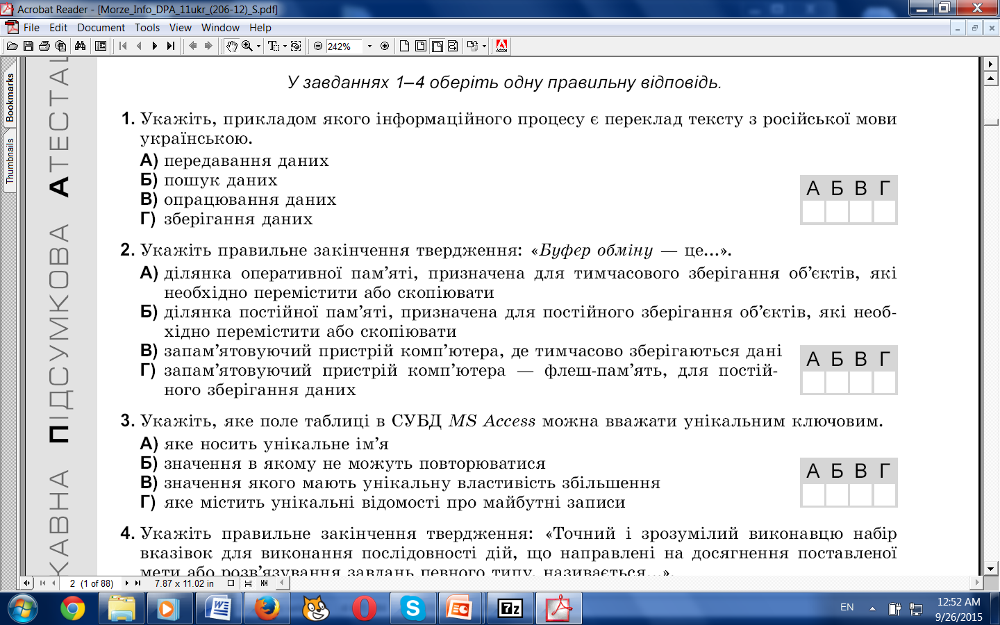 Acrobat Reader - [Morze_Info_DPA_11ukr_(206-12)_S.pdf]
File Edit Document Tools View Window Help
242%
Adobe
Bookmarks
Thumbnails
КАВНА ПІДСУМКОВА АТЕСТАЦ
У завданнях 1–4 оберіть одну правильну відповідь.
1. Укажіть, прикладом якого інформаційного процесу є переклад тексту з російської мови
українською.
А) передавання даних
Б) пошук даних
В) опрацювання даних
Г) зберігання даних
А Б В Г
2. Укажіть правильне закінчення твердження: «Буфер обміну — це...».
А) ділянка оперативної пам’яті, призначена для тимчасового зберігання об’єктів, які
необхідно перемістити або скопіювати
Б) ділянка постійної пам’яті, призначена для постійного зберігання об’єктів, які необ-
хідно перемістити або скопіювати
В) запам’ятовуючий пристрій комп’ютера, де тимчасово зберігаються дані
Г) запам’ятовуючий пристрій комп’ютера — флеш-пам’ять, для постій-
ного зберігання даних
А Б В Г
3. Укажіть, яке поле таблиці в СУБД MS Access можна вважати унікальним ключовим.
А) яке носить унікальне ім’я
Б) значення в якому не можуть повторюватися
В) значення якого мають унікальну властивість збільшення
Г) яке містить унікальні відомості про майбутні записи
А Б В Г
4. Укажіть правильне закінчення твердження: «Точний і зрозумілий виконавцю набір
вказівок для виконання послідовності дій, що направлені на досягнення поставленої
мети або розв’язування завдань певного типу, називається...».
2 (1 of 88) 7.87 x 11.02 in
7z
EN
12:52 AM
9/26/2015